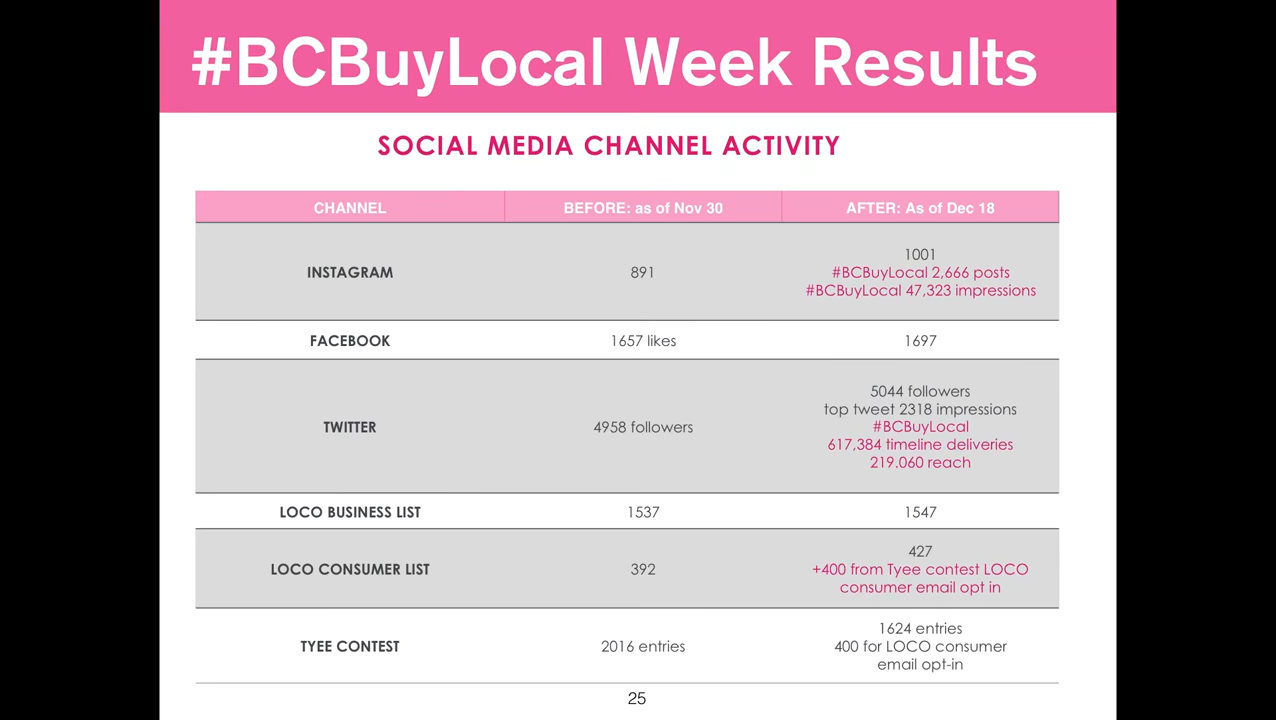 #BCBuyLocal Week Results
SOCIAL MEDIA CHANNEL ACTIVITY
CHANNEL BEFORE: as of Nov 30 AFTER: As of Dec 18
INSTAGRAM 891 1001
#BCBuyLocal 2,666 posts
#BCBuyLocal 47,323 impressions
FACEBOOK 1657 likes 1697
TWITTER 4958 followers 5044 followers
top tweet 2318 impressions
#BCBuyLocal
617,384 timeline deliveries
219.060 reach
LOCO BUSINESS LIST 1537 1547
LOCO CONSUMER LIST 392 427
+400 from Tyee contest LOCO
consumer email opt in
TYEE CONTEST 2016 entries 1624 entries
400 for LOCO consumer
email opt-in
25